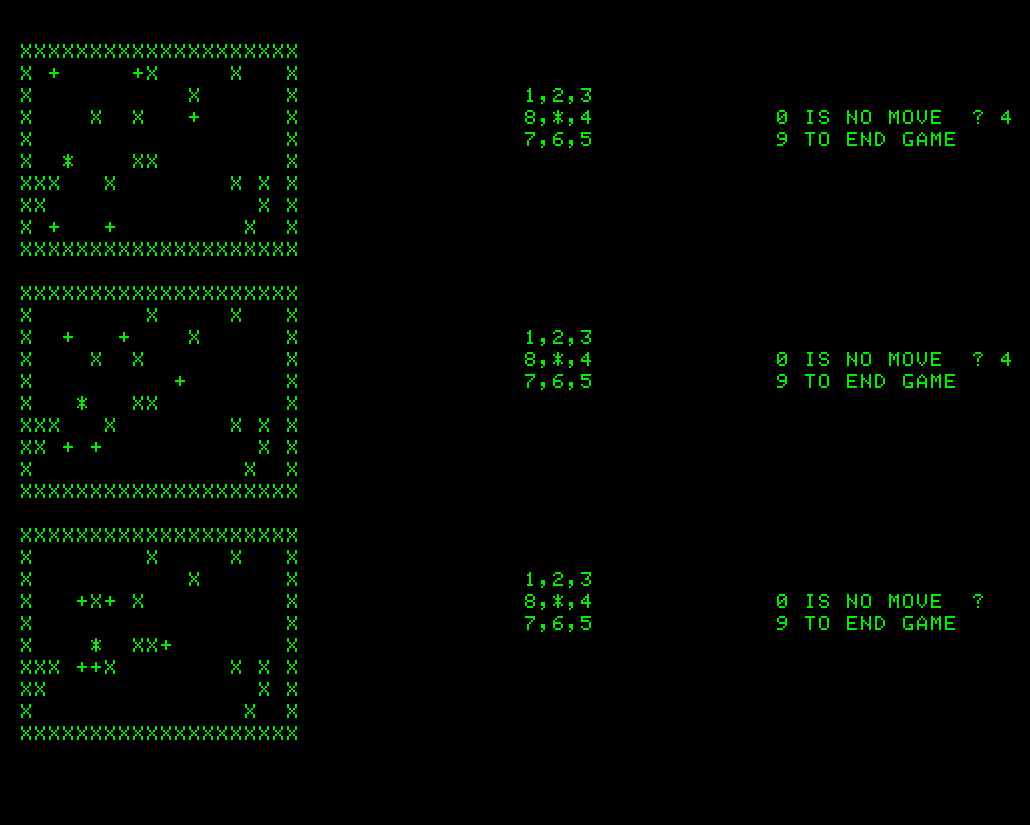 XXXXXXXXXXXXXXXXXXXX
X +     +X     X   X
X           X      X                1,2,3
X    X  X   +      X                8,*,4             0 IS NO MOVE  ? 4
X                  X                7,6,5             9 TO END GAME
X  *    XX         X
XXX   X        X X X
XX               X X
X +   +         X  X
XXXXXXXXXXXXXXXXXXXX
XXXXXXXXXXXXXXXXXXXX
X        X     X   X
X  +   +    X      X                1,2,3
X    X  X          X                8,*,4             0 IS NO MOVE  ? 4
X          +       X                7,6,5             9 TO END GAME
X   *   XX         X
XXX   X        X X X
XX + +           X X
X               X  X
XXXXXXXXXXXXXXXXXXXX
XXXXXXXXXXXXXXXXXXXX
X        X     X   X
X           X      X                1,2,3
X   +X+ X          X                8,*,4             0 IS NO MOVE  ?
X                  X                7,6,5             9 TO END GAME
X    *  XX+        X
XXX ++X        X X X
XX               X X
X               X  X
XXXXXXXXXXXXXXXXXXXX